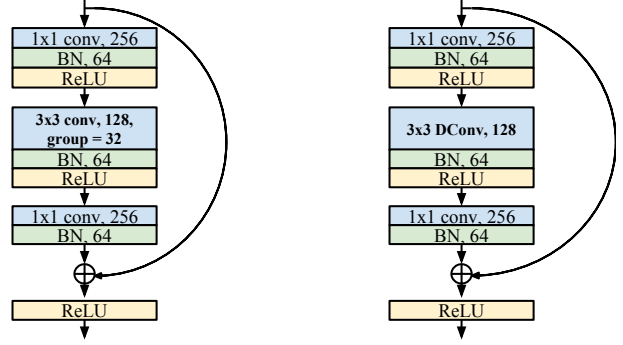 1x1 conv, 256
BN, 64
ReLU
3x3 conv, 128,
group = 32
BN, 64
ReLU
1x1 conv, 256
BN, 64
ReLU
1x1 conv, 256
BN, 64
ReLU
3x3 DConv, 128
BN, 64
ReLU
1x1 conv, 256
BN, 64
ReLU